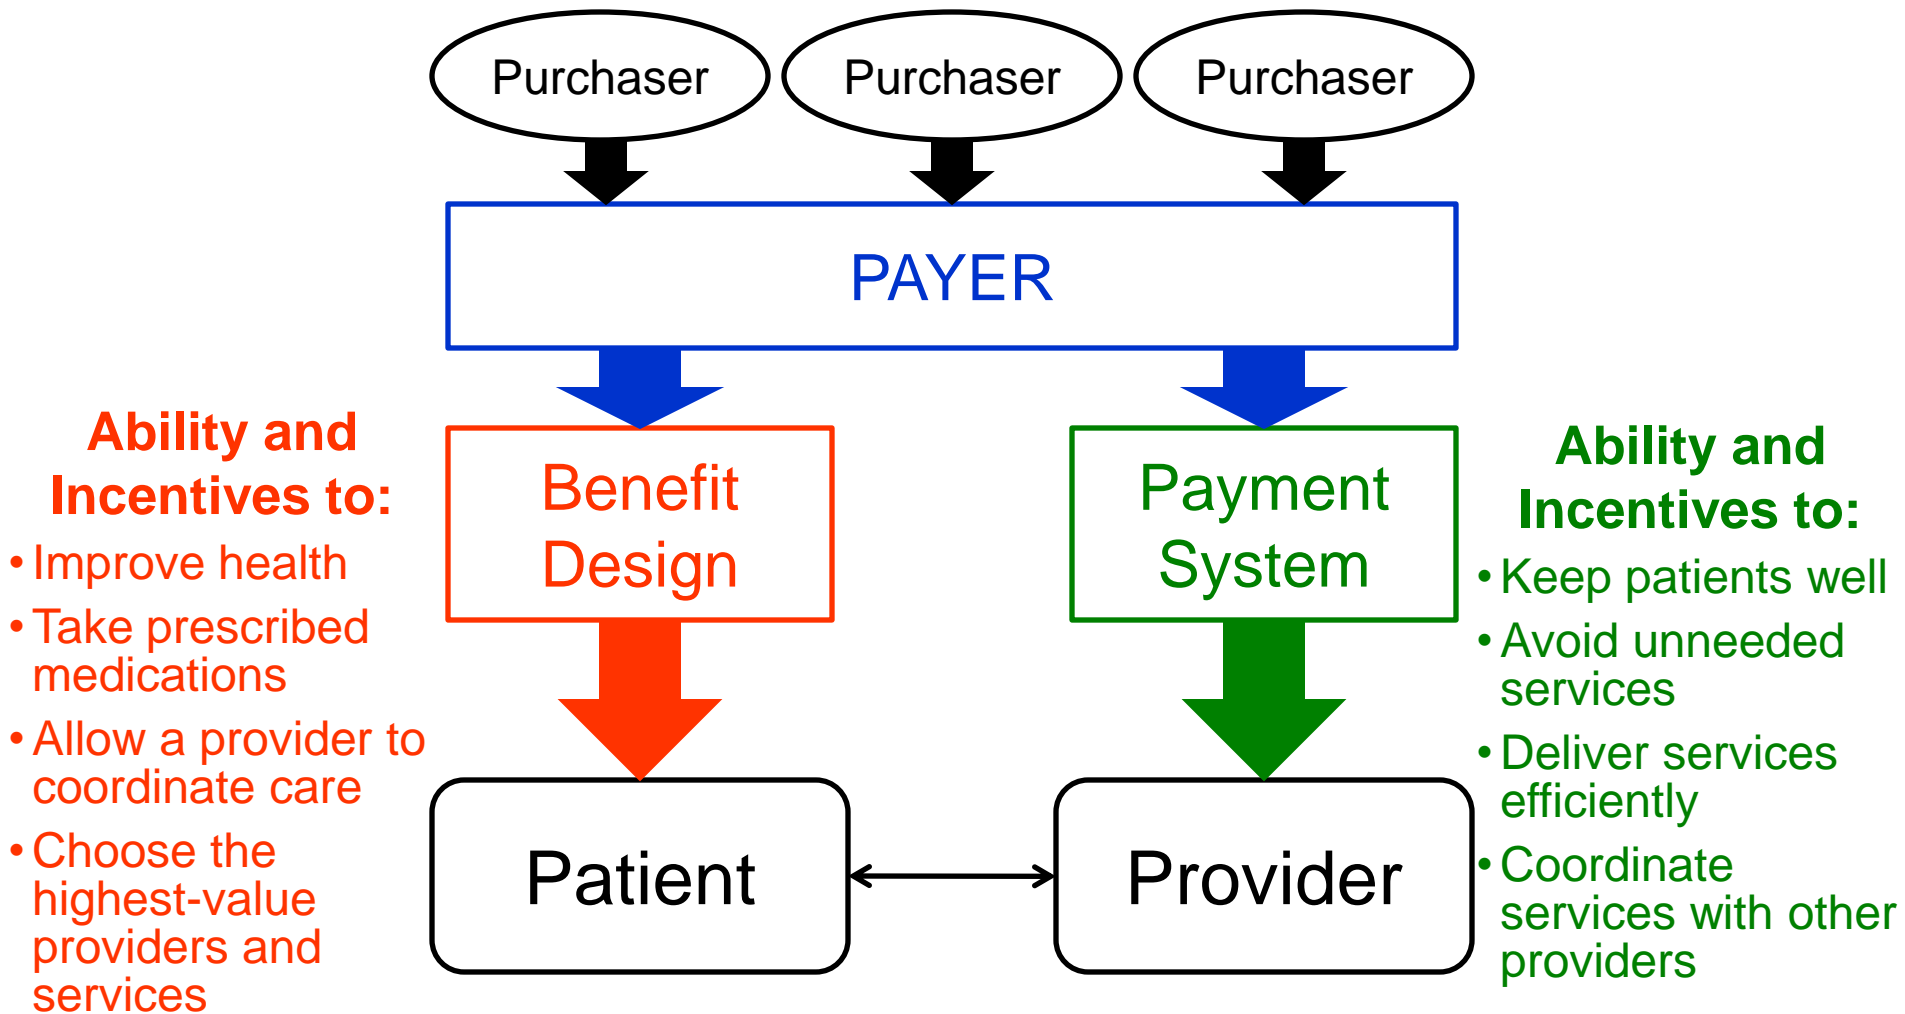 Purchaser
Purchaser
Purchaser
PAYER
Ability and
Incentives to:
• Improve health
• Take prescribed
medications
• Allow a provider to
coordinate care
• Choose the
highest-value
providers and
services
Benefit
Design
Payment
System
Ability and
Incentives to:
• Keep patients well
• Avoid unneeded
services
• Deliver services
efficiently
• Coordinate
services with other
providers
Patient
Provider